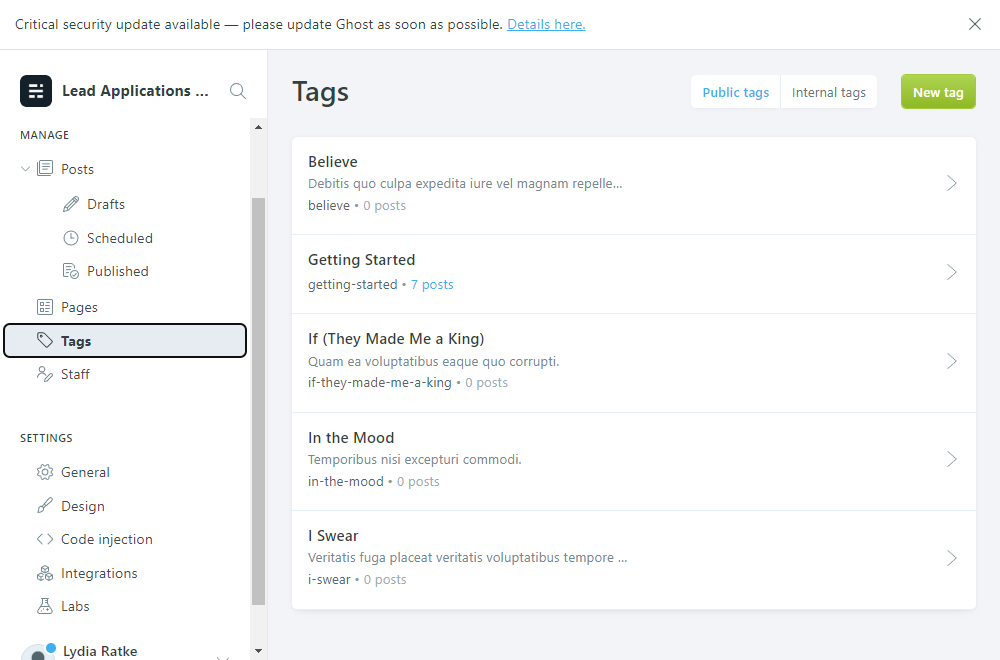 Critical security update available — please update Ghost as soon as possible. Details here.
Lead Applications ...
MANAGE
Posts
Drafts
Scheduled
Published
Pages
Tags
Staff
SETTINGS
General
Design
Code injection
Integrations
Labs
Lydia Ratke
Tags
Public tags
Internal tags
New tag
Believe
Debitis quo culpa expedita iure vel magnam repelle...
believe • 0 posts
Getting Started
getting-started • 7 posts
If (They Made Me a King)
Quam ea voluptatibus eaque quo corrupti.
if-they-made-me-a-king • 0 posts
In the Mood
Temporibus nisi excepturi commodi.
in-the-mood • 0 posts
I Swear
Veritatis fuga placeat veritatis voluptatibus tempore ...
i-swear • 0 posts